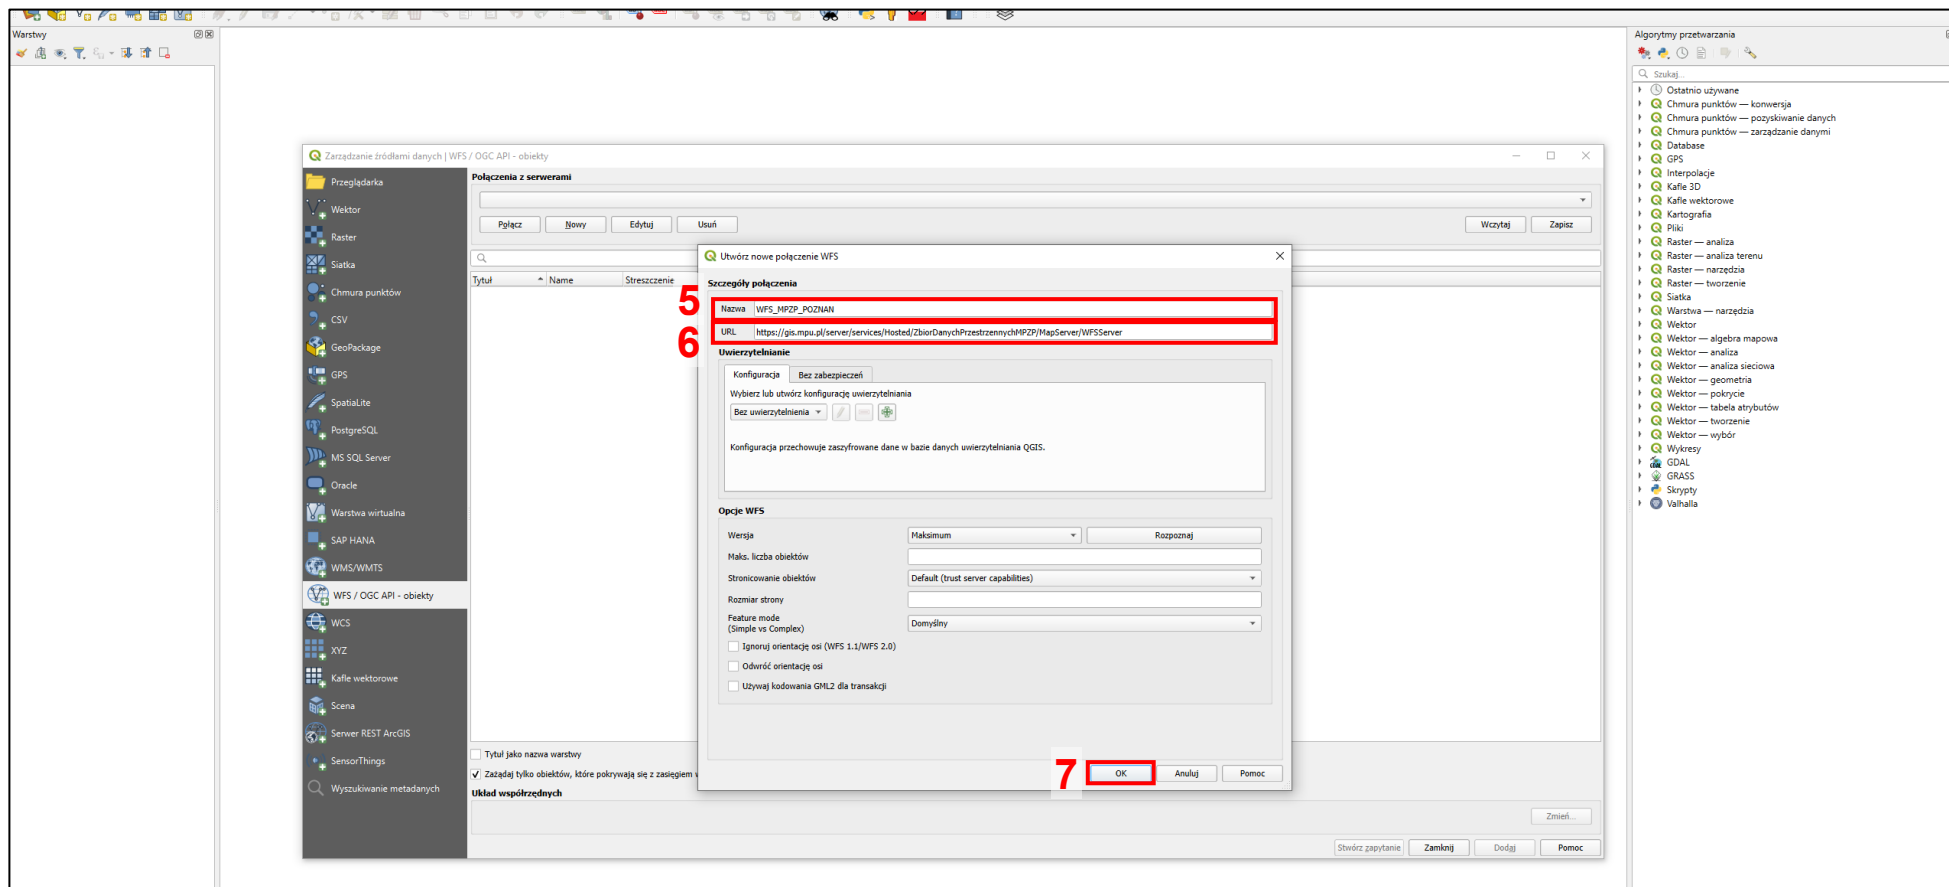 Warstwy
Algorytmy przetwarzania
Szukaj...
Ostatnio używane
Chmura punktów — konwersja
Chmura punktów — pozyskiwanie danych
Chmura punktów — zarządzanie danymi
Database
GPS
Interpolacje
Kafle 3D
Kafle wektorowe
Kartografia
Pliki
Raster — analiza
Raster — analiza terenu
Raster — narzędzia
Raster — tworzenie
Siatka
Warstwa — narzędzia
Wektor
Wektor — algebra mapowa
Wektor — analiza
Wektor — analiza sieciowa
Wektor — geometria
Wektor — pokrycie
Wektor — tabela atrybutów
Wektor — tworzenie
Wektor — wybór
Wykresy
GDAL
GRASS
Skrypty
Valhalla
Zarządzanie źródłami danych | WFS / OGC API - obiekty
Przeglądarka
Wektor
Raster
Siatka
Chmura punktów
CSV
GeoPackage
GPS
SpatiaLite
PostgreSQL
MS SQL Server
Oracle
Warstwa wirtualna
SAP HANA
WMS/WMTS
WFS / OGC API - obiekty
WCS
XYZ
Kafle wektorowe
Scena
Serwer REST ArcGIS
SensorThings
Wyszukiwanie metadanych
Połączenia z serwerami
Połącz Nowy Edytuj Usuń Wczytaj Zapisz
Tytuł Name Streszczenie
Utwórz nowe połączenie WFS
Szczegóły połączenia
5 Nazwa WFS_MPZP_POZNAN
6 URL https://gis.mpu.pl/server/services/Hosted/ZbiorDanychPrzestrzennychMPZP/MapServer/WFSServer
Uwierzytelnianie
Konfiguracja Bez zabezpieczeń
Wybierz lub utwórz konfigurację uwierzytelniania
Bez uwierzytelnienia
Konfiguracja przechowuje zaszyfrowane dane w bazie danych uwierzytelniania QGIS.
Opcje WFS
Wersja Maksimum Rozpoznaj
Maks. liczba obiektów
Stronicowanie obiektów Default (trust server capabilities)
Rozmiar strony
Feature mode
(Simple vs Complex) Domyślny
Ignoruj orientację osi (WFS 1.1/WFS 2.0)
Odwróć orientację osi
Używaj kodowania GML2 dla transakcji
7 OK Anuluj Pomoc
Tytuł jako nazwa warstwy
Zażądaj tylko obiektów, które pokrywają się z zasięgiem
Układ współrzędnych
Zmień...
Stwórz zapytanie Zamknij Dodaj Pomoc